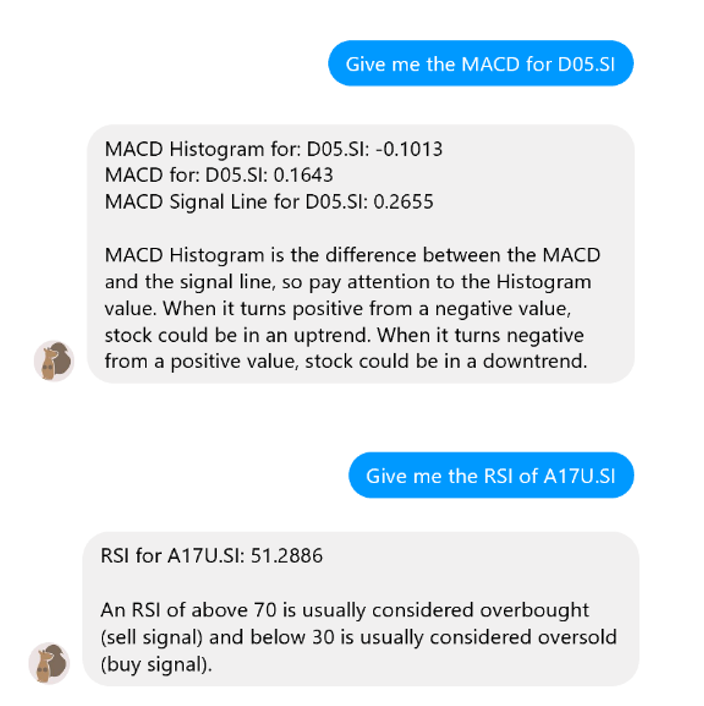 Give me the MACD for D05.SI
MACD Histogram for: D05.SI: -0.1013
MACD for: D05.SI: 0.1643
MACD Signal Line for D05.SI: 0.2655
MACD Histogram is the difference between the MACD
and the signal line, so pay attention to the Histogram
value. When it turns positive from a negative value,
stock could be in an uptrend. When it turns negative
from a positive value, stock could be in a downtrend.
Give me the RSI of A17U.SI
RSI for A17U.SI: 51.2886
An RSI of above 70 is usually considered overbought
(sell signal) and below 30 is usually considered oversold
(buy signal).